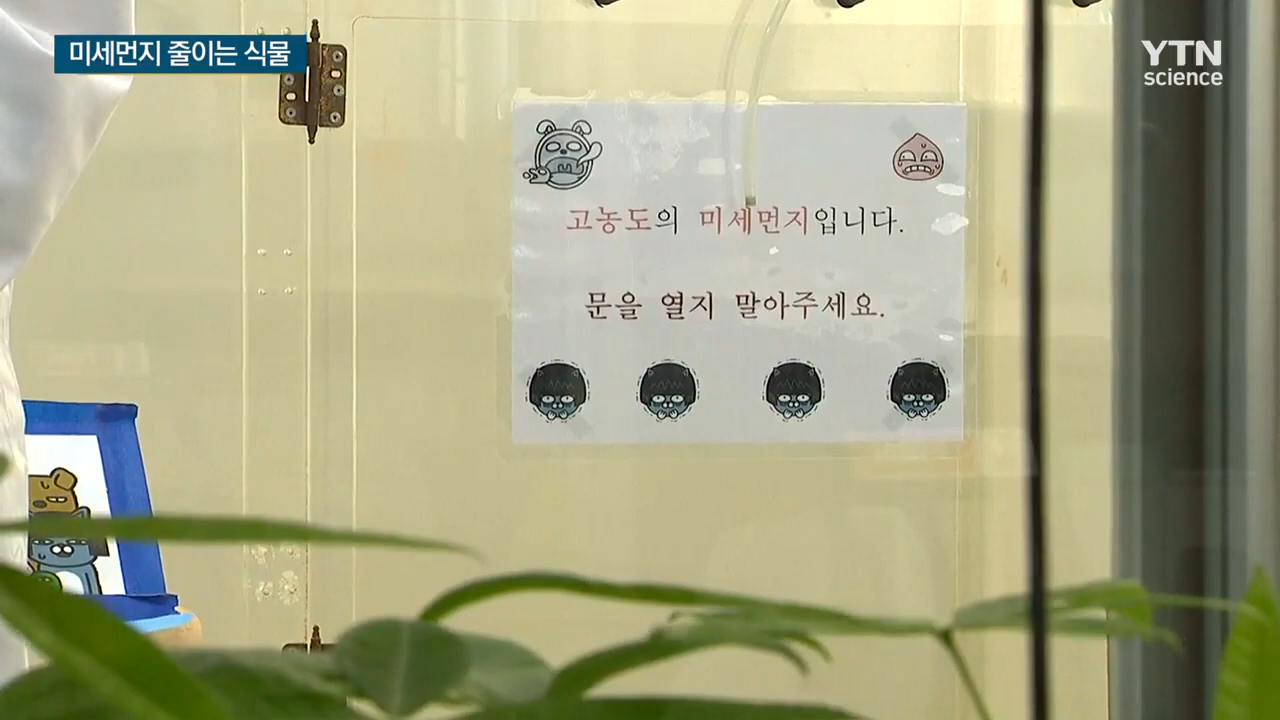 미세먼지 줄이는 식물
YTN
science
고농도의 미세먼지입니다.
문을 열지 말아주세요.